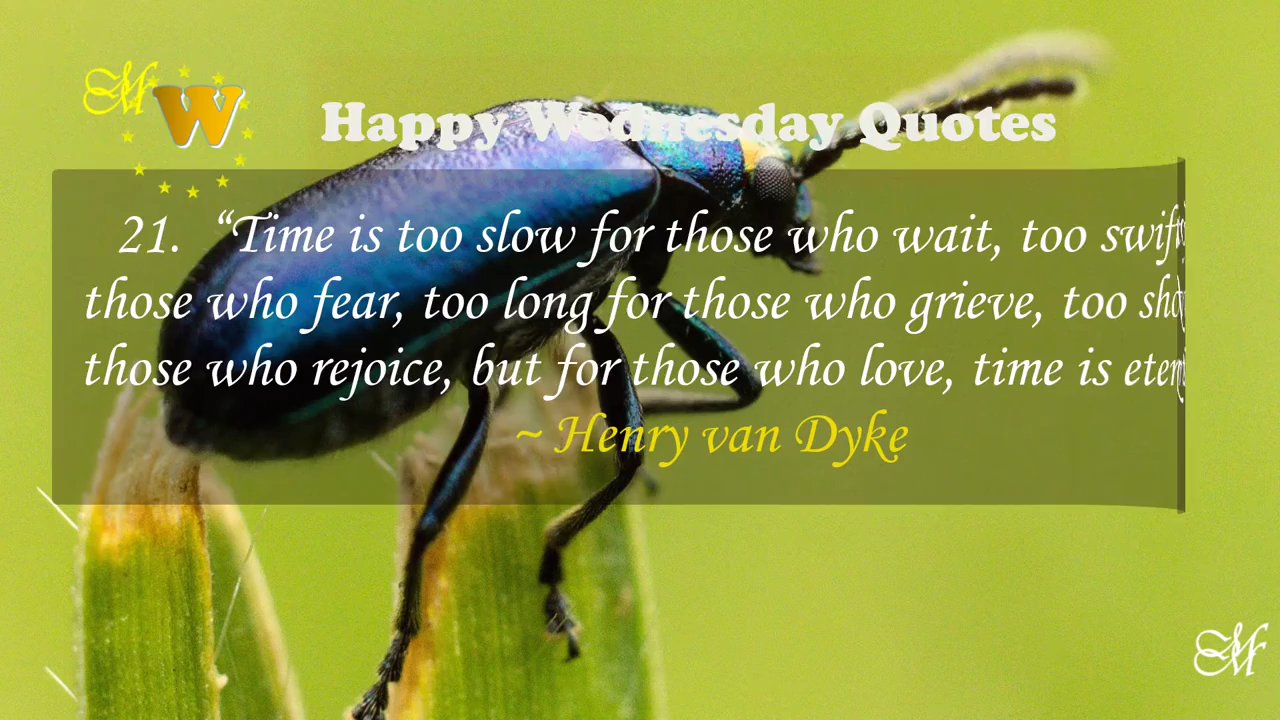 W
Happy Wednesday Quotes
21. “Time is too slow for those who wait, too
those who fear, too long for those who grieve, too
those who rejoice, but for those who love, time is
~ Henry van Dyke